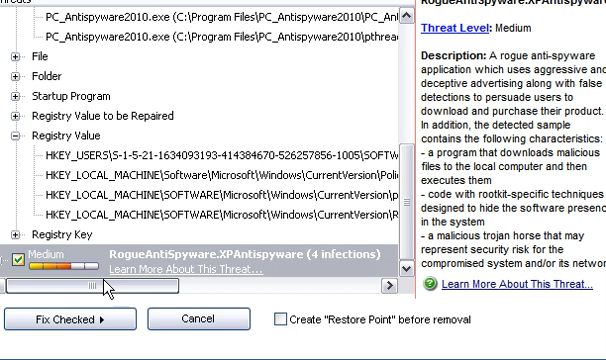 PC_Antispyware2010.exe (C:\Program Files\PC_Antispyware2010\PC_Ant
PC_Antispyware2010.exe (C:\Program Files\PC_Antispyware2010\pthrea
File
Folder
Startup Program
Registry Value to be Repaired
Registry Value
HKEY_USERS\S-1-5-21-1634093193-414384670-526257856-1005\SOFTW
HKEY_LOCAL_MACHINE\Software\Microsoft\Windows\CurrentVersion\Polic
HKEY_LOCAL_MACHINE\SOFTWARE\Microsoft\Windows\CurrentVersion\p
HKEY_LOCAL_MACHINE\SOFTWARE\Microsoft\Windows\CurrentVersion\R
Registry Key
Medium
RogueAntiSpyware.XPAntispyware (4 infections)
Learn More About This Threat...
Fix Checked
Cancel
Create "Restore Point" before removal
RogueAntiSpyware.XPAntispyware
Threat Level: Medium
Description: A rogue anti-spyware
application which uses aggressive and
deceptive advertising along with false
detections to persuade users to
download and purchase their product.
In addition, the detected sample
contains the following characteristics:
- a program that downloads malicious
files to the local computer and then
executes them
- code with rootkit-specific techniques
designed to hide the software presenc
in the system
- a malicious trojan horse that may
represent security risk for the
compromised system and/or its networ
Learn More About This Threat...